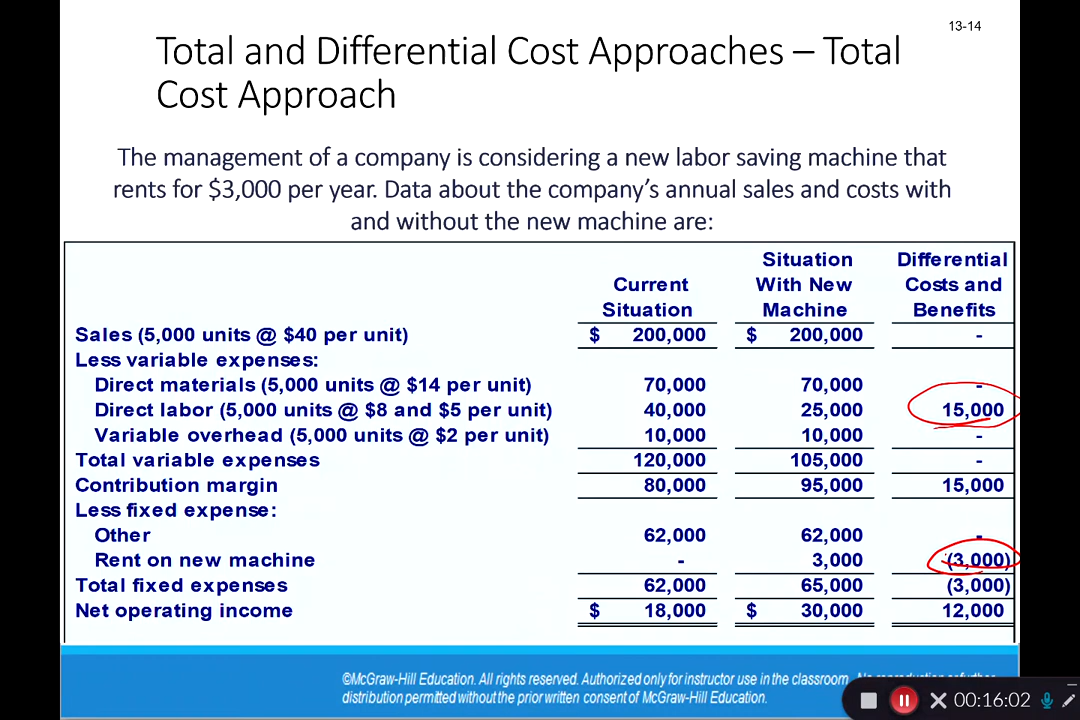 13-14
Total and Differential Cost Approaches – Total
Cost Approach
The management of a company is considering a new labor saving machine that
rents for $3,000 per year. Data about the company's annual sales and costs with
and without the new machine are:
Situation Differential
Current With New Costs and
Situation Machine Benefits
Sales (5,000 units @ $40 per unit) $ 200,000 $ 200,000 -
Less variable expenses:
Direct materials (5,000 units @ $14 per unit) 70,000 70,000 -
Direct labor (5,000 units @ $8 and $5 per unit) 40,000 25,000 15,000
Variable overhead (5,000 units @ $2 per unit) 10,000 10,000 -
Total variable expenses 120,000 105,000 -
Contribution margin 80,000 95,000 15,000
Less fixed expense:
Other 62,000 62,000 -
Rent on new machine - 3,000 (3,000)
Total fixed expenses 62,000 65,000 (3,000)
Net operating income $ 18,000 $ 30,000 12,000
©McGraw-Hill Education. All rights reserved. Authorized only for instructor use in the classroom. No reproduction or further
distribution permitted without the prior written consent of McGraw-Hill Education.
00:16:02